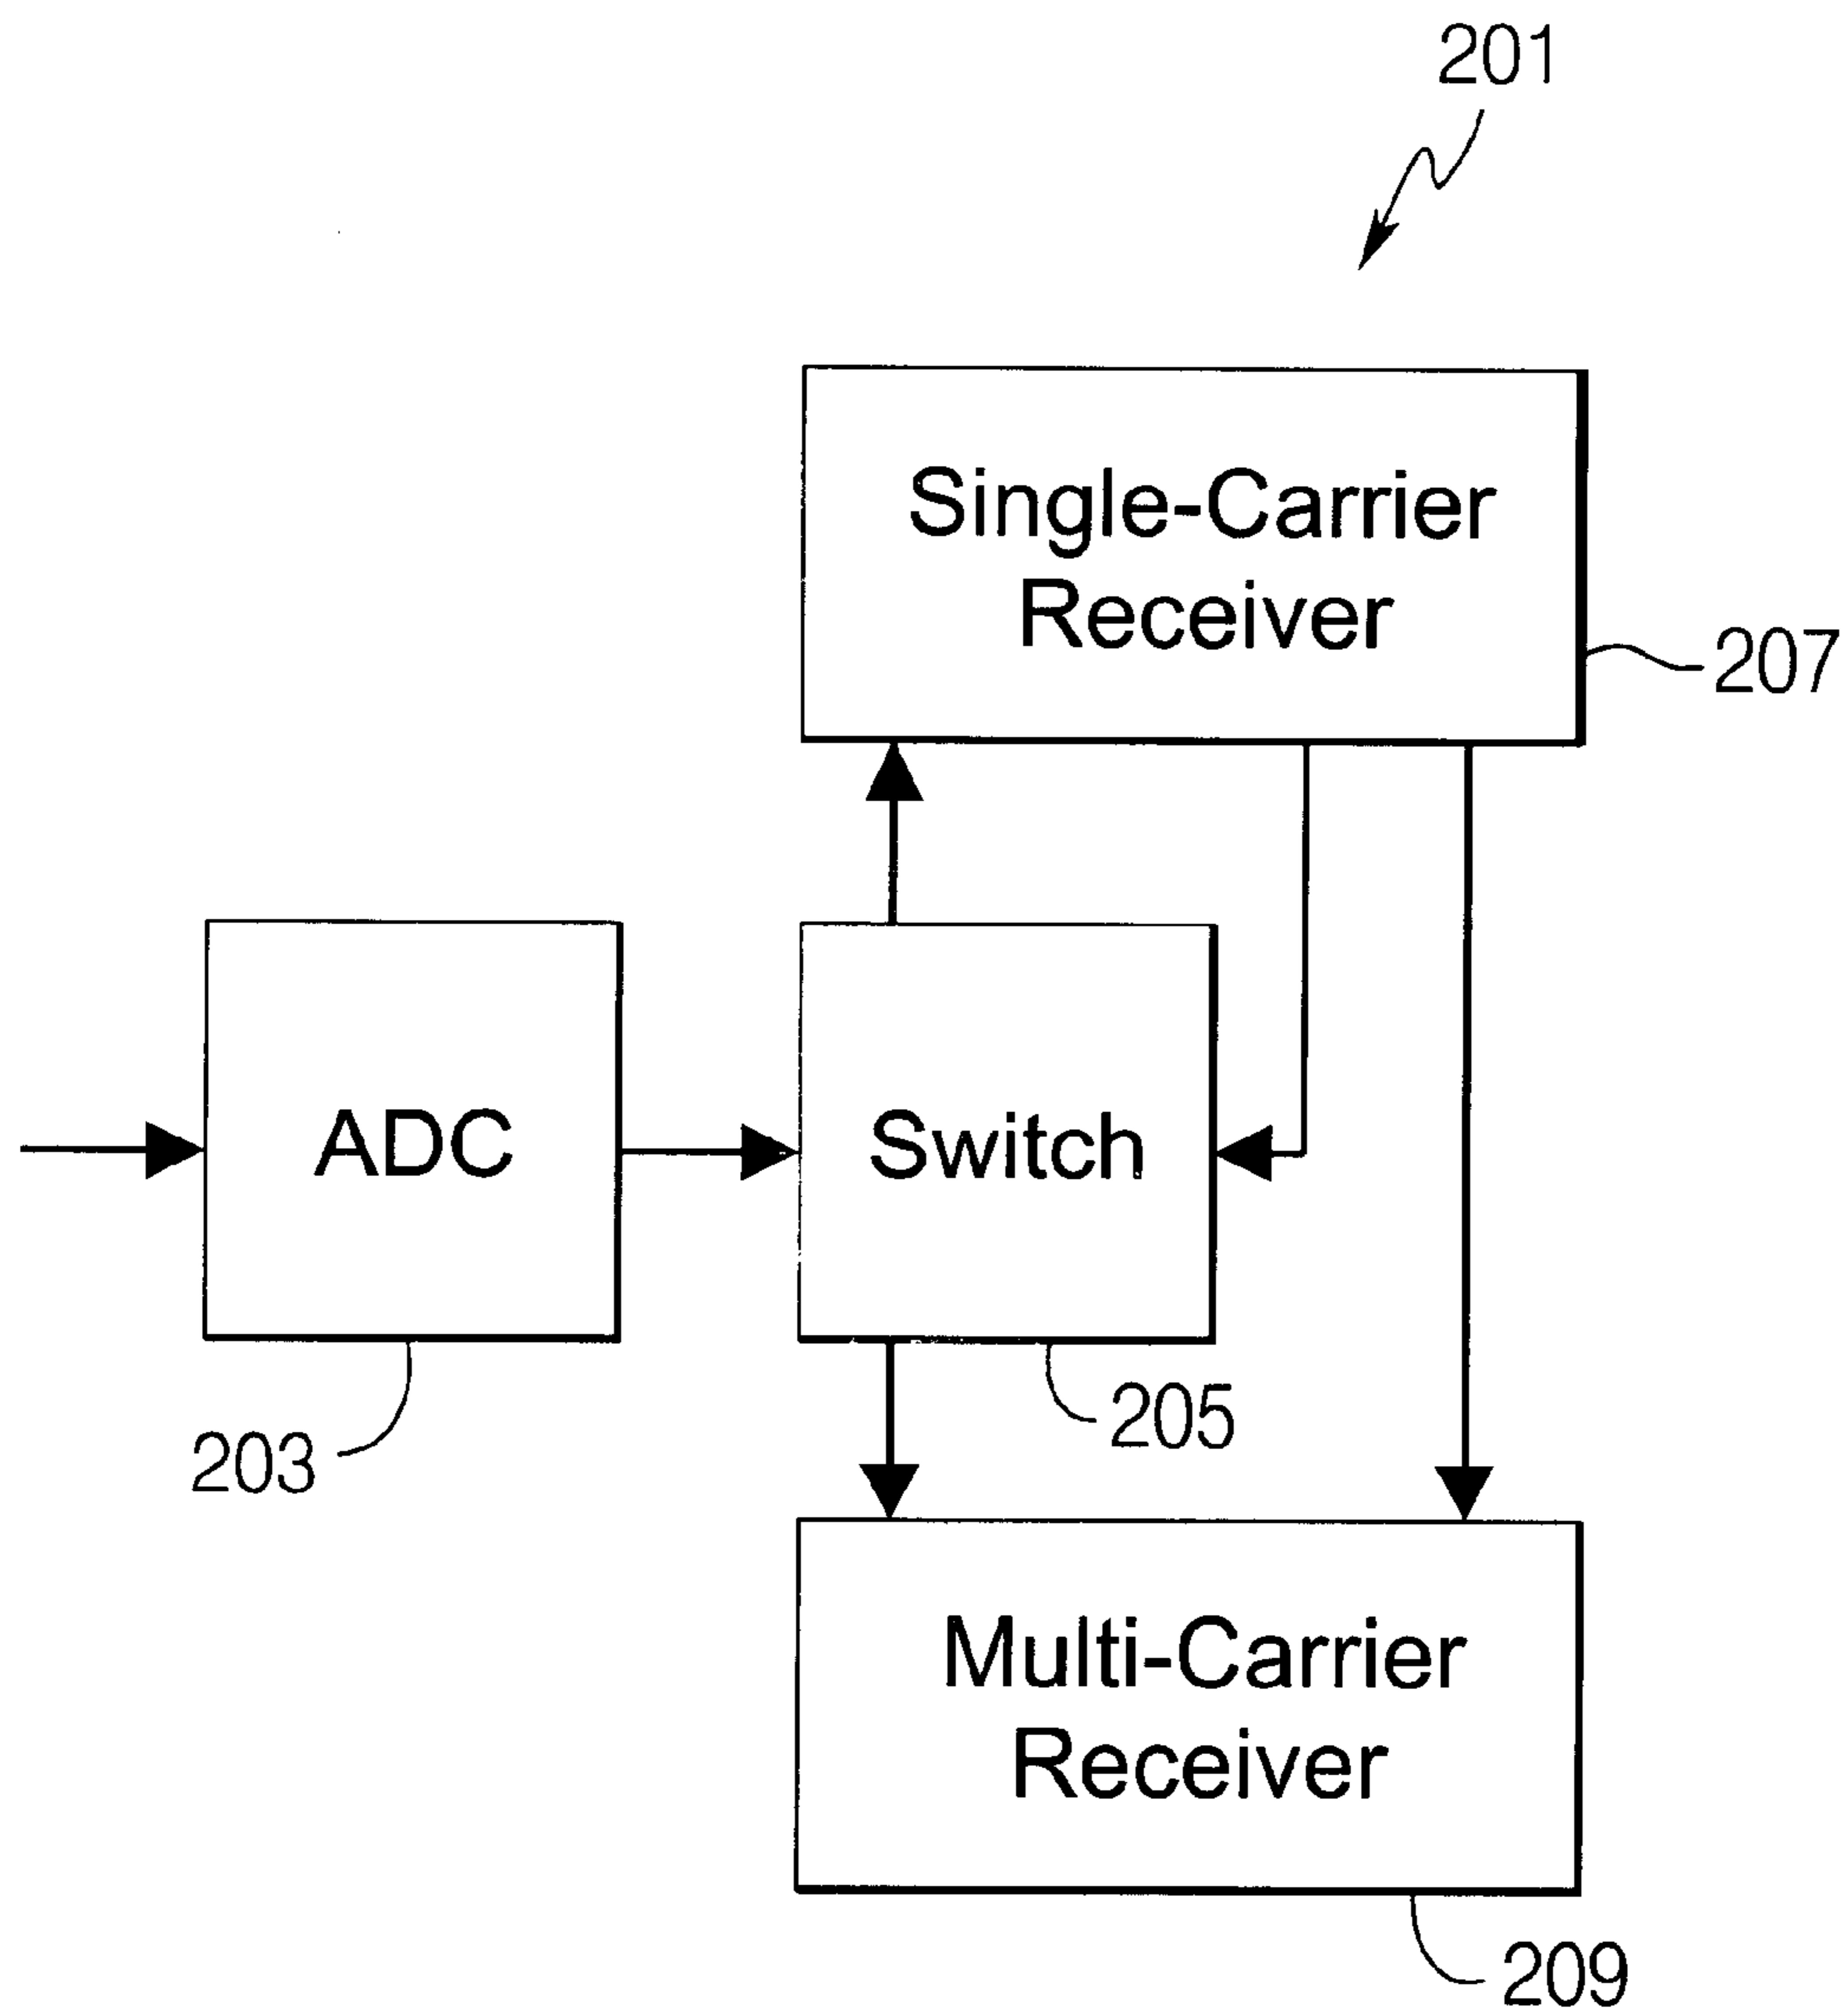 201
Single-Carrier
Receiver
207
ADC
Switch
203
205
Multi-Carrier
Receiver
209